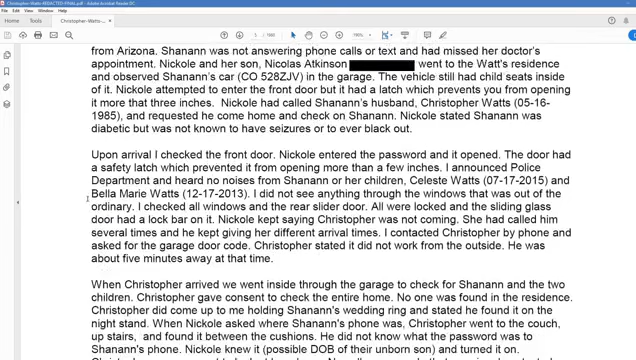 Christopher-Watts-REDACTED-FINAL.pdf - Adobe Acrobat Reader DC
File Edit View Window Help
Home Tools Christopher-Watts-... ×
from Arizona. Shanann was not answering phone calls or text and had missed her doctor's
appointment. Nickole and her son, Nicolas Atkinson went to the Watt's residence
and observed Shanann's car (CO 528ZJV) in the garage. The vehicle still had child seats inside
of it. Nickole attempted to enter the front door but it had a latch which prevents you from opening
it more that three inches. Nickole had called Shanann's husband, Christopher Watts (05-16-
1985), and requested he come home and check on Shanann. Nickole stated Shanann was
diabetic but was not known to have seizures or to ever black out.
Upon arrival I checked the front door. Nickole entered the password and it opened. The door had
a safety latch which prevented it from opening more than a few inches. I announced Police
Department and heard no noises from Shanann or her children, Celeste Watts (07-17-2015) and
Bella Marie Watts (12-17-2013). I did not see anything through the windows that was out of the
ordinary. I checked all windows and the rear slider door. All were locked and the sliding glass
door had a lock bar on it. Nickole kept saying Christopher was not coming. She had called him
several times and he kept giving her different arrival times. I contacted Christopher by phone and
asked for the garage door code. Christopher stated it did not work from the outside. He was
about five minutes away at that time.
When Christopher arrived we went inside through the garage to check for Shanann and the two
children. Christopher gave consent to check the entire home. No one was found in the residence.
Christopher did come up to me holding Shanann's wedding ring and stated he found it on the
night stand. When Nickole asked where Shanann's phone was, Christopher went to the couch,
up stairs, and found it between the cushions. He did not know what the password was to
Shanann's phone. Nickole knew it (possible DOB of their unborn son) and turned it on.